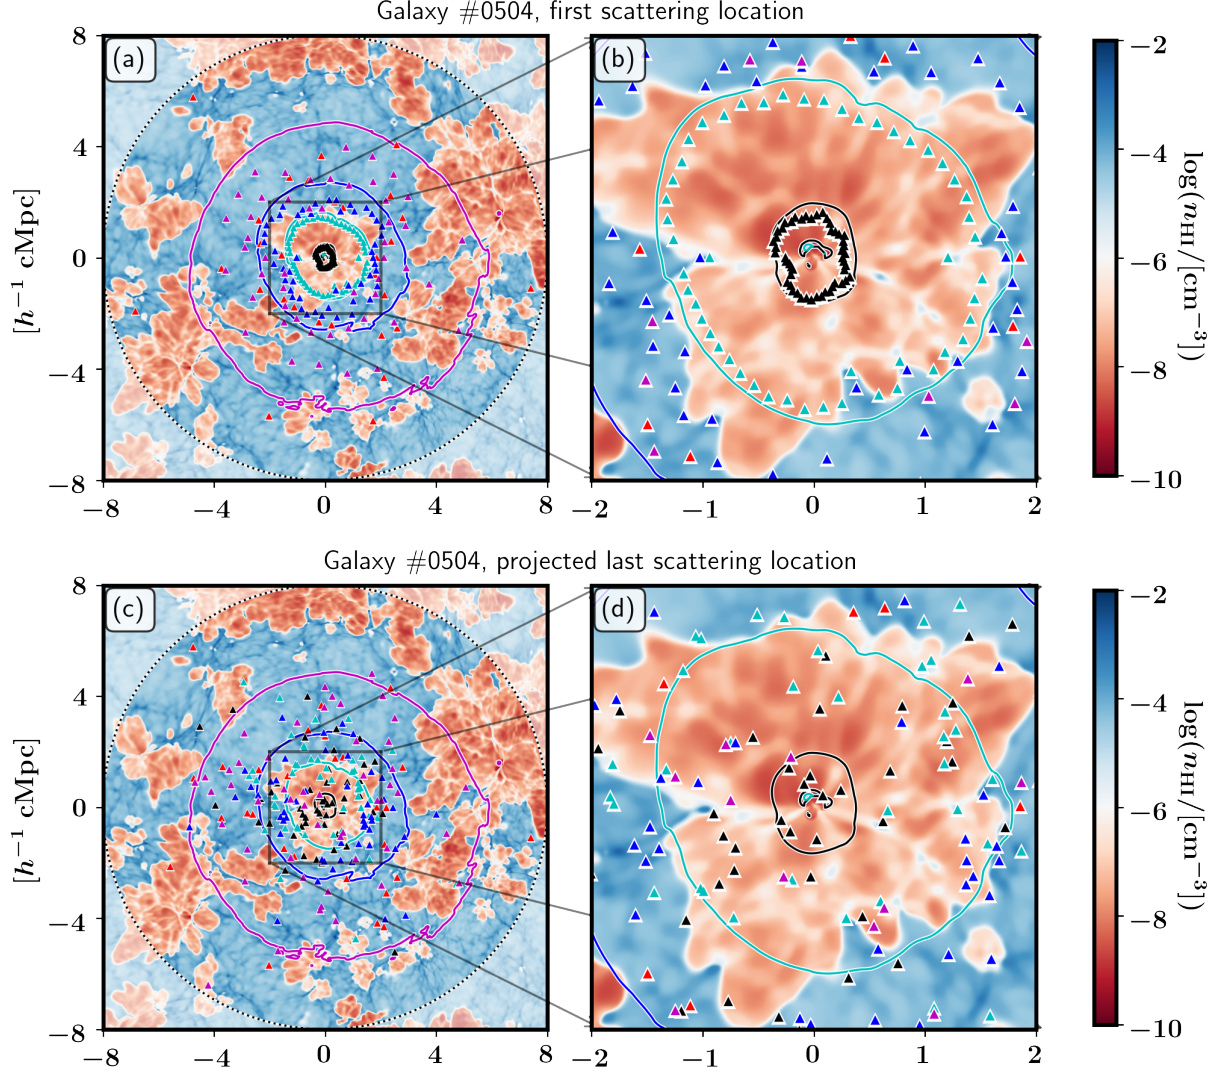 Galaxy #0504, first scattering location
(a)
(b)
8
4
0
−4
−8
[h⁻¹ cMpc]
−8 −4 0 4 8
−2 −1 0 1 2
−2
−4
−6
−8
−10
log(n_HI/[cm⁻³])
Galaxy #0504, projected last scattering location
(c)
(d)
8
4
0
−4
−8
[h⁻¹ cMpc]
−8 −4 0 4 8
−2 −1 0 1 2
−2
−4
−6
−8
−10
log(n_HI/[cm⁻³])